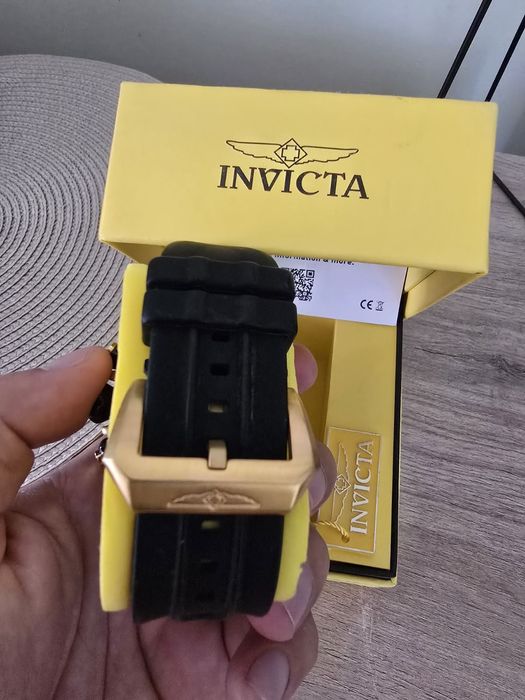 INVICTA
information & more.
CE
INVICTA